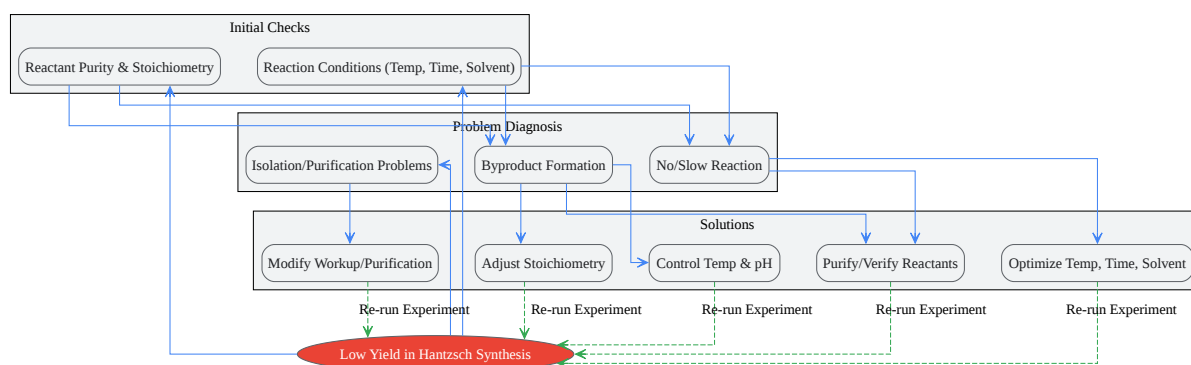 Initial Checks
Reactant Purity & Stoichiometry
Reaction Conditions (Temp, Time, Solvent)
Problem Diagnosis
Isolation/Purification Problems
Byproduct Formation
No/Slow Reaction
Solutions
Modify Workup/Purification
Adjust Stoichiometry
Control Temp & pH
Purify/Verify Reactants
Optimize Temp, Time, Solvent
Re-run Experiment
Re-run Experiment
Re-run Experiment
Re-run Experiment
Re-run Experiment
Low Yield in Hantzsch Synthesis